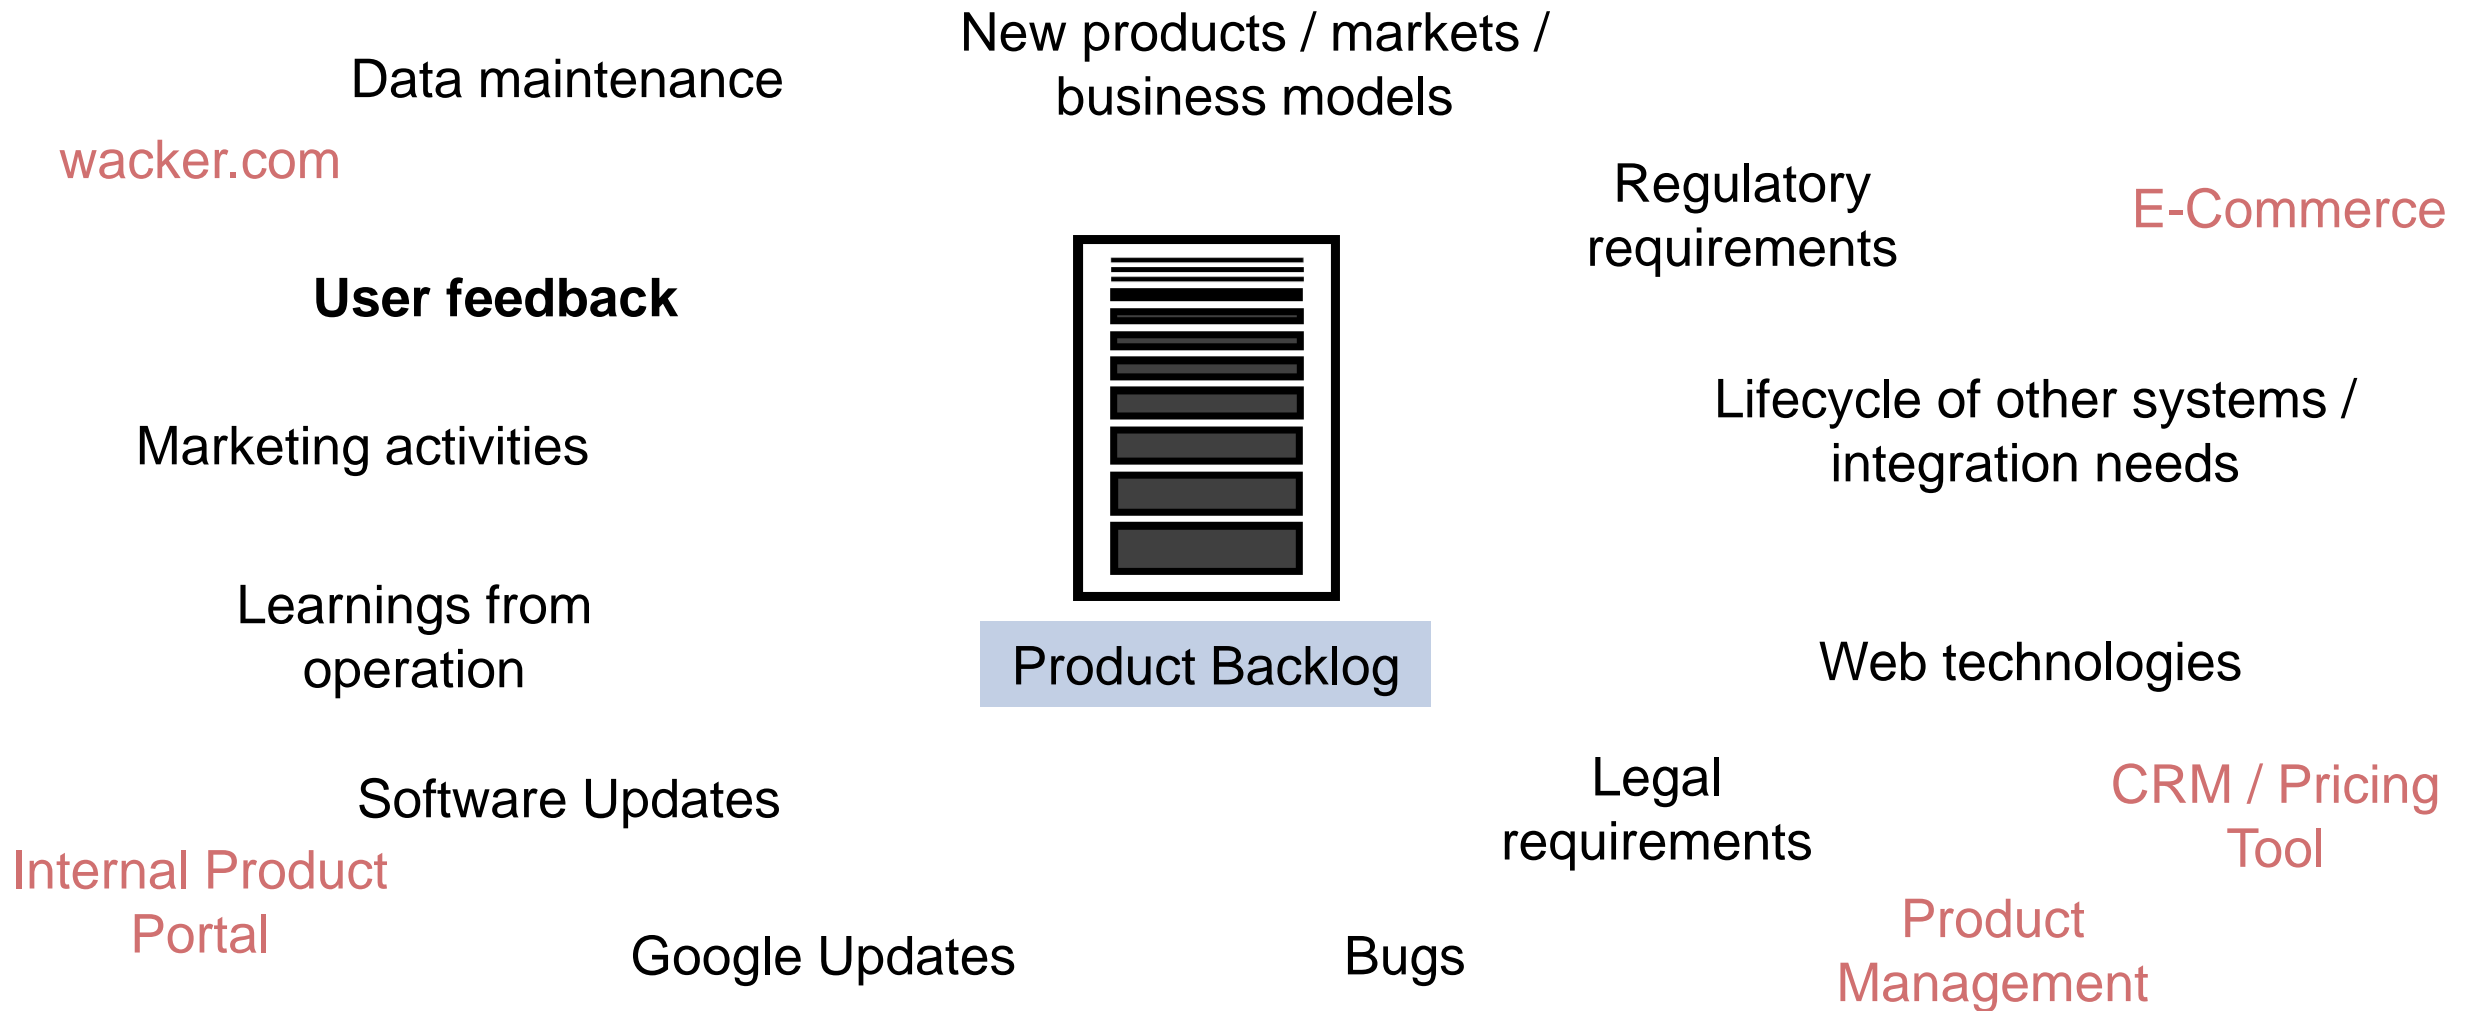 New products / markets /
business models
Data maintenance
wacker.com
Regulatory
requirements
E-Commerce
User feedback
Lifecycle of other systems /
integration needs
Marketing activities
Learnings from
operation
Product Backlog
Web technologies
Software Updates
Legal
requirements
CRM / Pricing
Tool
Internal Product
Portal
Google Updates
Bugs
Product
Management